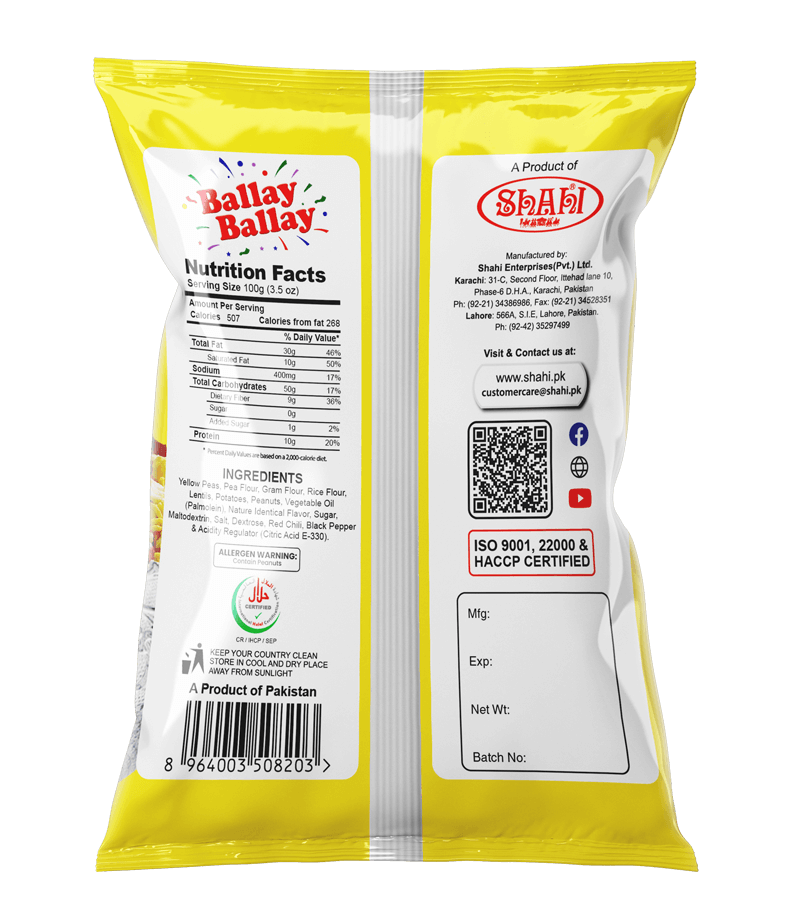 Ballay
Ballay
Nutrition Facts
Serving Size 100g (3.5 oz)
Amount Per Serving
Calories 507 Calories from fat 268
% Daily Value*
Total Fat 30g 46%
Saturated Fat 10g 50%
Sodium 400mg 17%
Total Carbohydrates 50g 17%
Dietary Fiber 9g 36%
Sugar 0g
Added Sugar 1g 2%
Protein 10g 20%
* Percent Daily Values are based on a 2,000-calorie diet.
INGREDIENTS
Yellow Peas, Pea Flour, Gram Flour, Rice Flour,
Lentils, Potatoes, Peanuts, Vegetable Oil
(Palmolein), Nature Identical Flavor, Sugar,
Maltodextrin, Salt, Dextrose, Red Chili, Black Pepper
& Acidity Regulator (Citric Acid E-330).
ALLERGEN WARNING:
Contain Peanuts
حلال
CERTIFIED
CR / IHCP / SEP
KEEP YOUR COUNTRY CLEAN
STORE IN COOL AND DRY PLACE
AWAY FROM SUNLIGHT
A Product of Pakistan
8 964003 508203 >
A Product of
SHAHI®
Manufactured by:
Shahi Enterprises(Pvt.) Ltd.
Karachi: 31-C, Second Floor, Ittehad lane 10,
Phase-6 D.H.A., Karachi, Pakistan
Ph: (92-21) 34386986, Fax: (92-21) 34528351
Lahore: 566A, S.I.E, Lahore, Pakistan.
Ph: (92-42) 35297499
Visit & Contact us at:
www.shahi.pk
customercare@shahi.pk
ISO 9001, 22000 &
HACCP CERTIFIED
Mfg:
Exp:
Net Wt:
Batch No: